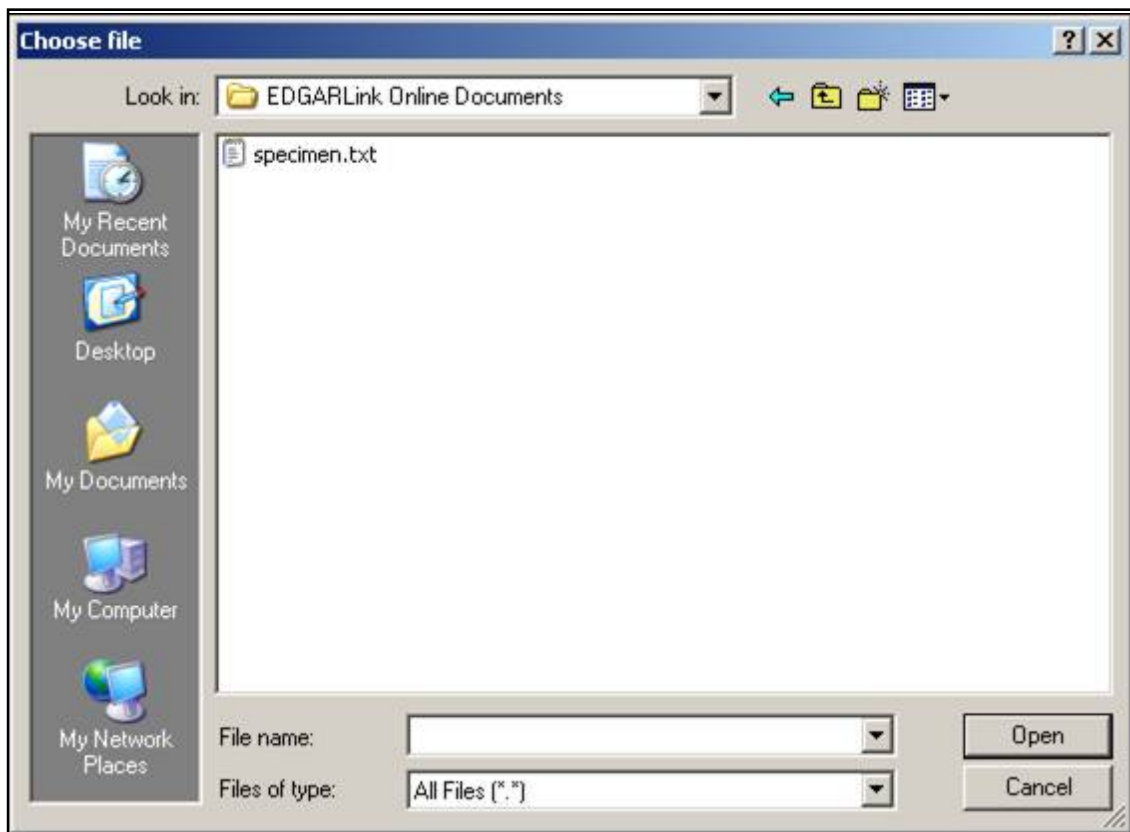 Choose file
Look in:
EDGARLink Online Documents
specimen.txt
My Recent
Documents
Desktop
My Documents
My Computer
My Network
Places
File name:
Open
Files of type:
All Files (*.*)
Cancel